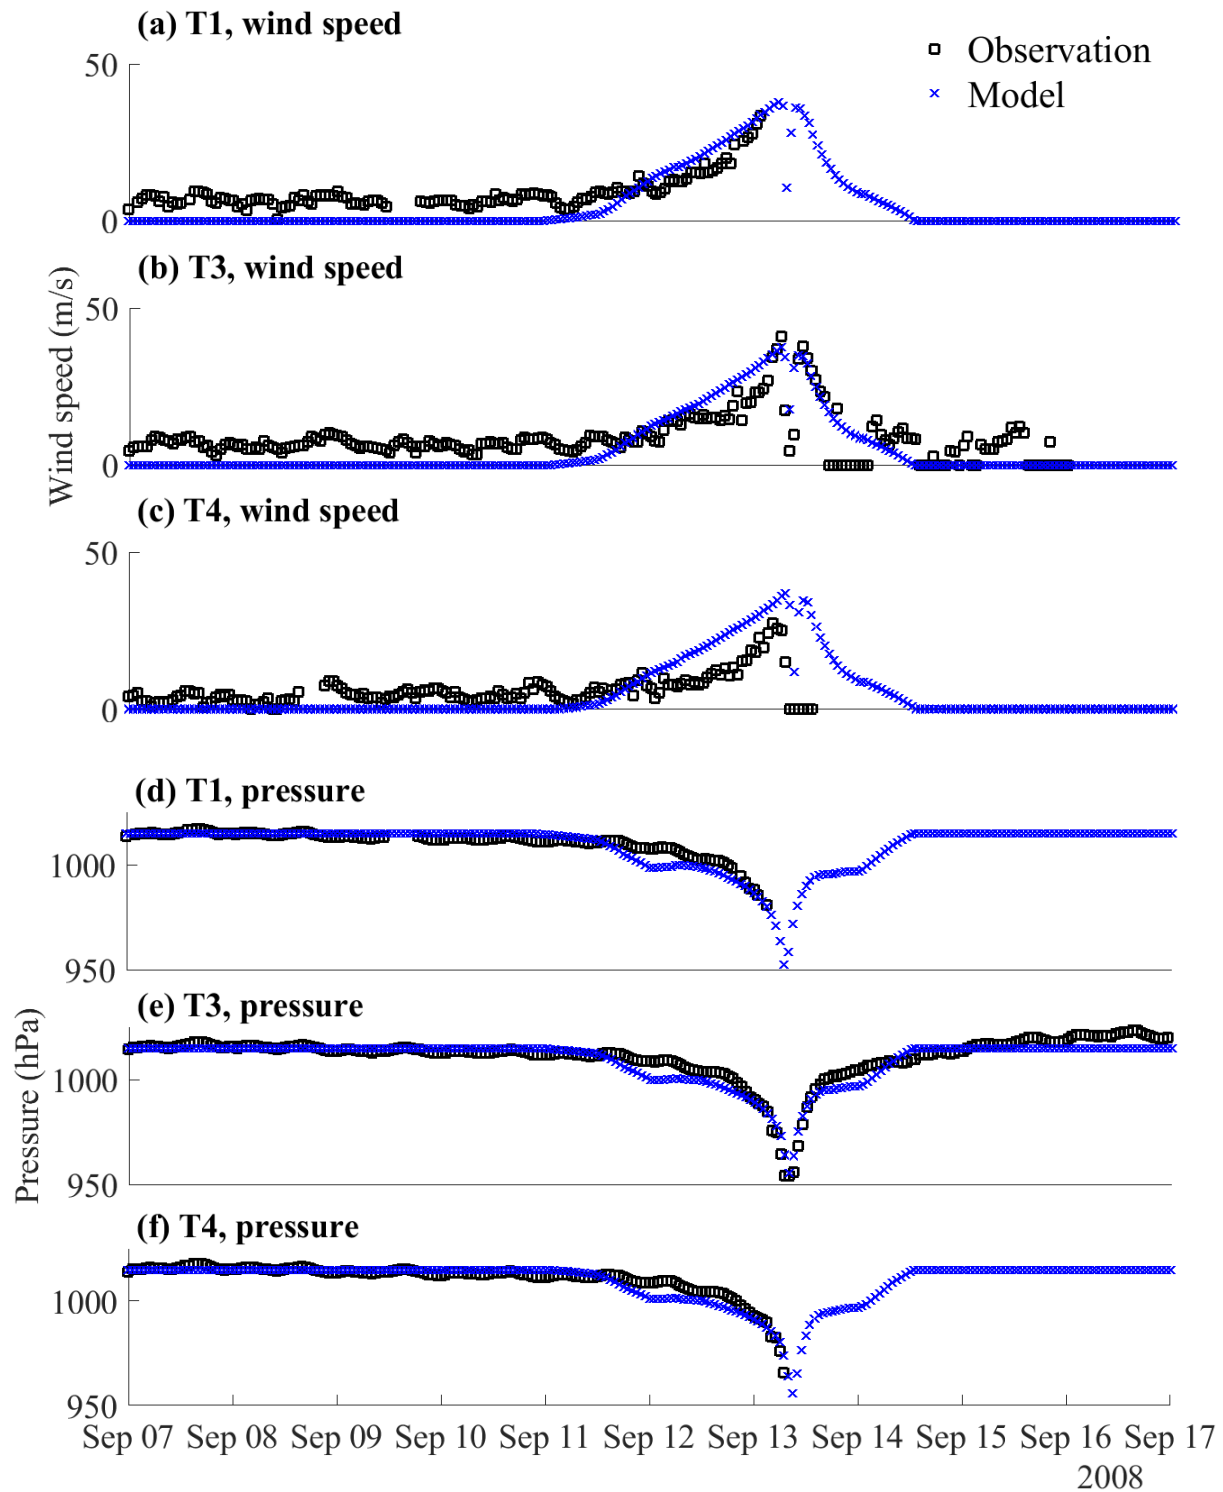 (a) T1, wind speed
Observation
Model
50
0
(b) T3, wind speed
50
0
Wind speed (m/s)
(c) T4, wind speed
50
0
(d) T1, pressure
1000
950
(e) T3, pressure
1000
950
Pressure (hPa)
(f) T4, pressure
1000
950
Sep 07 Sep 08 Sep 09 Sep 10 Sep 11 Sep 12 Sep 13 Sep 14 Sep 15 Sep 16 Sep 17
2008